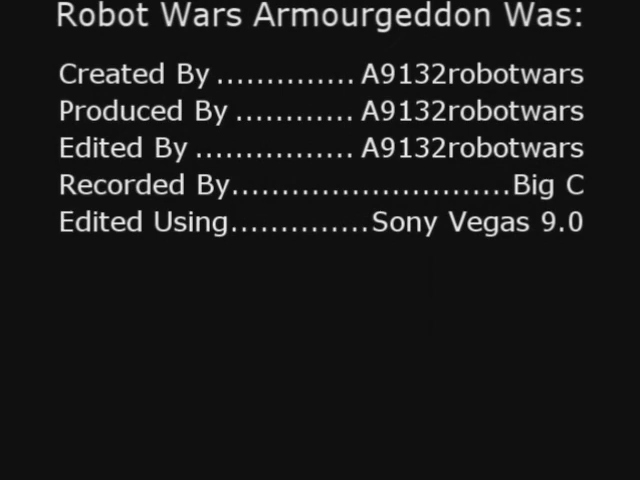 Robot Wars Armourgeddon Was:
Created By .............. A9132robotwars
Produced By ............ A9132robotwars
Edited By ................ A9132robotwars
Recorded By............................Big C
Edited Using..............Sony Vegas 9.0